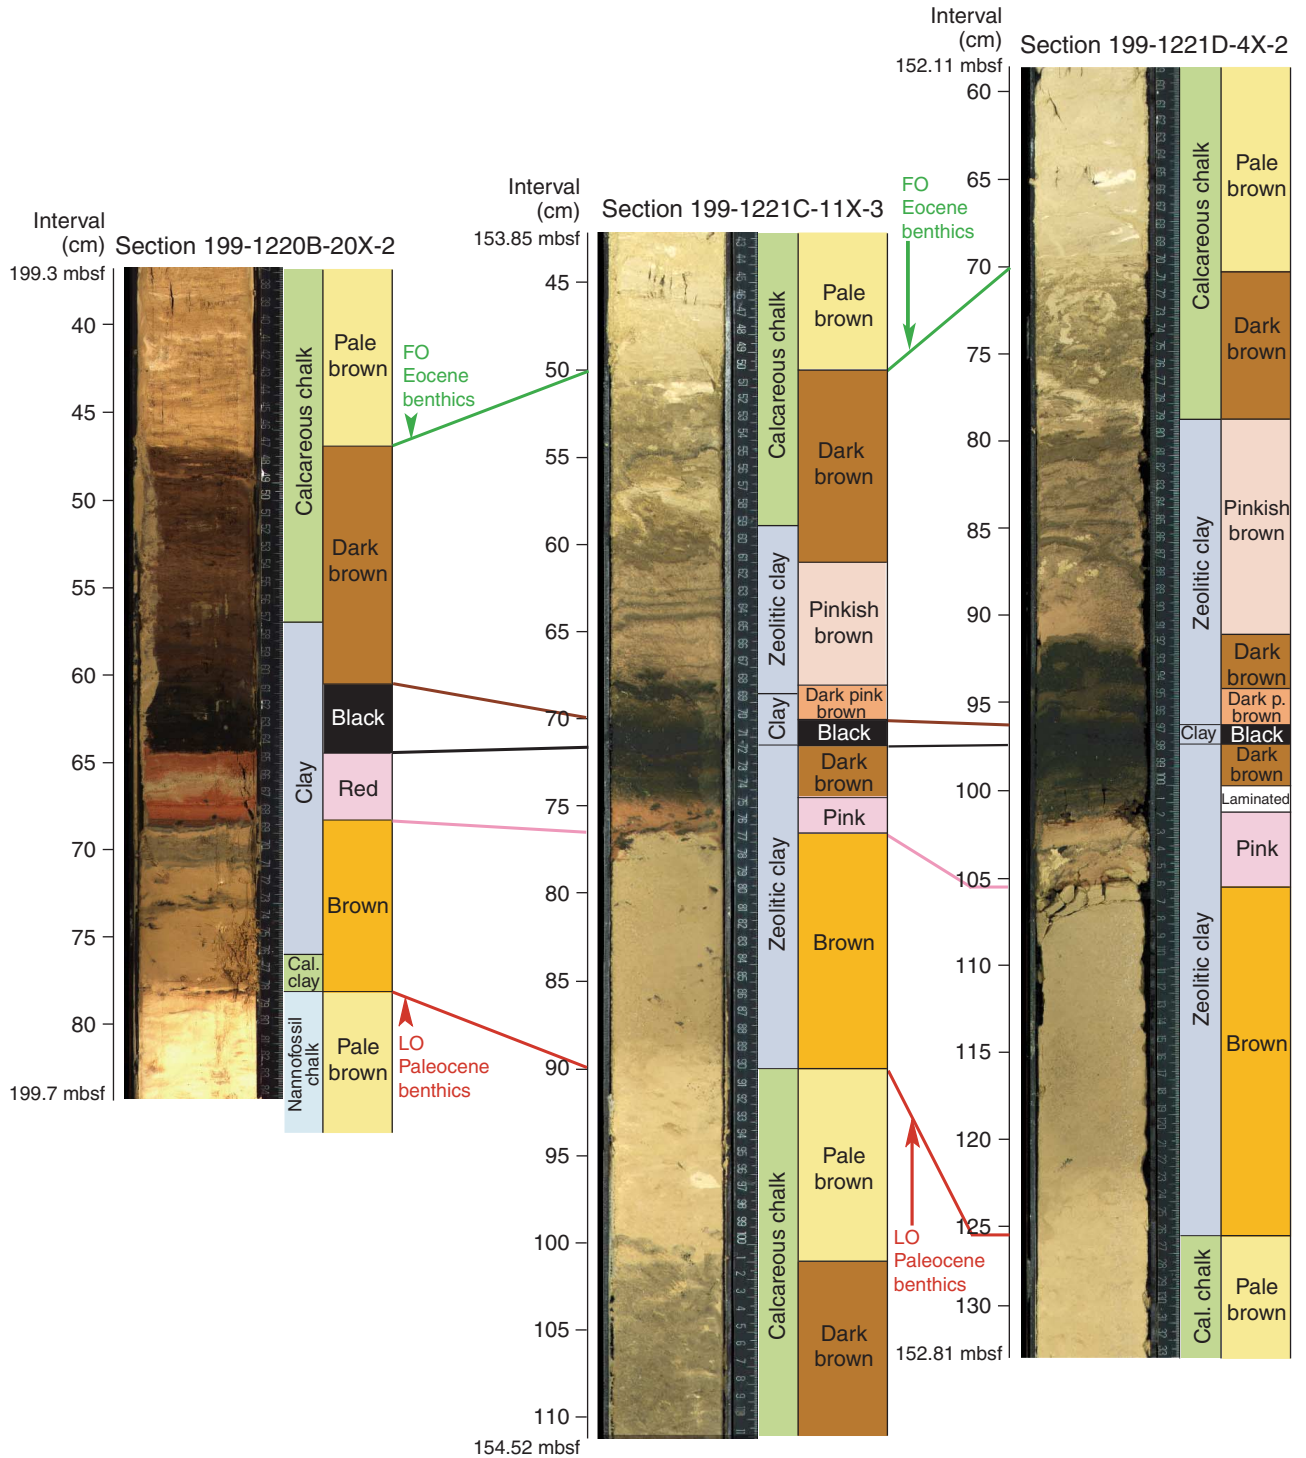 Interval
(cm)
Section 199-1220B-20X-2
199.3 mbsf
40
45
50
55
60
65
70
75
80
199.7 mbsf
Calcareous chalk
Clay
Cal.
clay
Nannofossil
chalk
Pale
brown
Dark
brown
Black
Red
Brown
Pale
brown
FO
Eocene
benthics
LO
Paleocene
benthics
Interval
(cm)
Section 199-1221C-11X-3
153.85 mbsf
45
50
55
60
65
70
75
80
85
90
95
100
105
110
154.52 mbsf
Calcareous chalk
Zeolitic clay
Clay
Zeolitic clay
Calcareous chalk
Pale
brown
Dark
brown
Pinkish
brown
Dark pink
brown
Black
Dark
brown
Pink
Brown
Pale
brown
Dark
brown
FO
Eocene
benthics
LO
Paleocene
benthics
Interval
(cm)
Section 199-1221D-4X-2
152.11 mbsf
60
65
70
75
80
85
90
95
100
105
110
115
120
125
130
152.81 mbsf
Calcareous chalk
Zeolitic clay
Clay
Zeolitic clay
Cal. chalk
Pale
brown
Dark
brown
Pinkish
brown
Dark
brown
Dark p.
brown
Black
Dark
brown
Laminated
Pink
Brown
Pale
brown